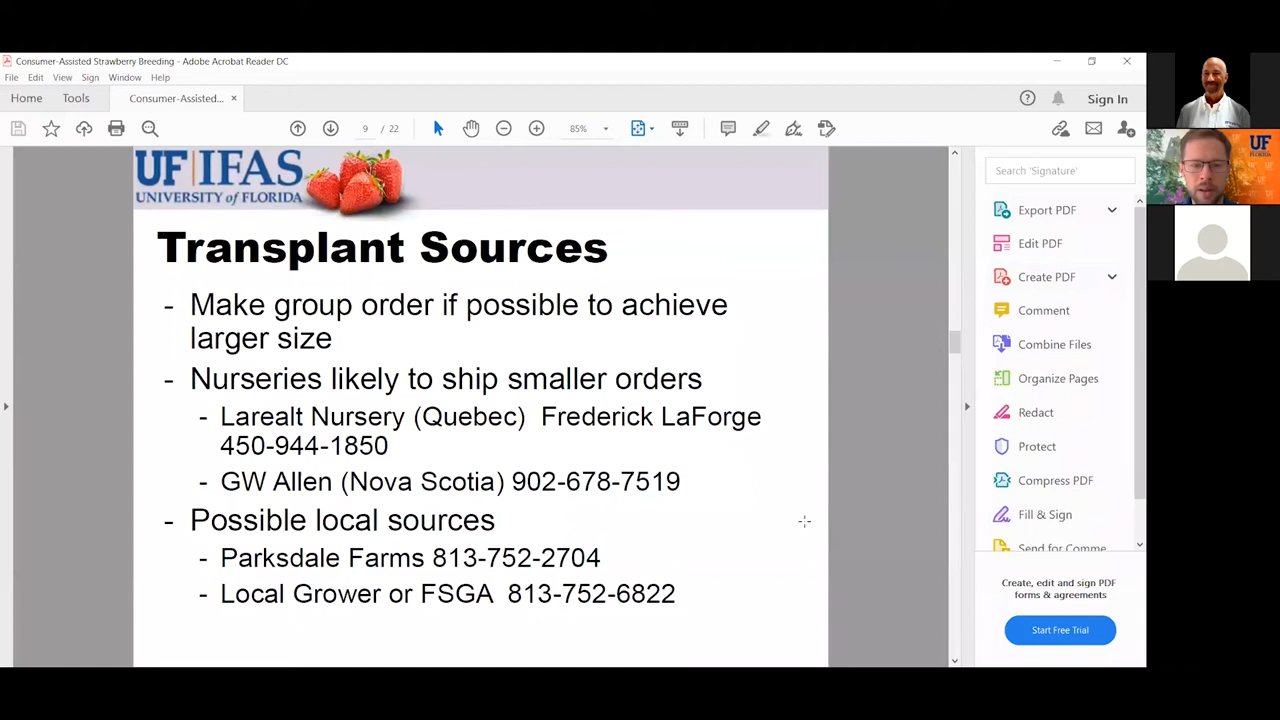 Consumer-Assisted Strawberry Breeding - Adobe Acrobat Reader DC
File Edit View Sign Window Help
Home Tools Consumer-Assisted... × Sign In
9 / 22 85%
UF|IFAS
UNIVERSITY of FLORIDA
Transplant Sources
- Make group order if possible to achieve
larger size
- Nurseries likely to ship smaller orders
- Larealt Nursery (Quebec) Frederick LaForge
450-944-1850
- GW Allen (Nova Scotia) 902-678-7519
- Possible local sources
- Parksdale Farms 813-752-2704
- Local Grower or FSGA 813-752-6822
Search 'Signature'
Export PDF
Edit PDF
Create PDF
Comment
Combine Files
Organize Pages
Redact
Protect
Compress PDF
Fill & Sign
Send for Comme
Create, edit and sign PDF
forms & agreements
Start Free Trial
UF
FLORIDA